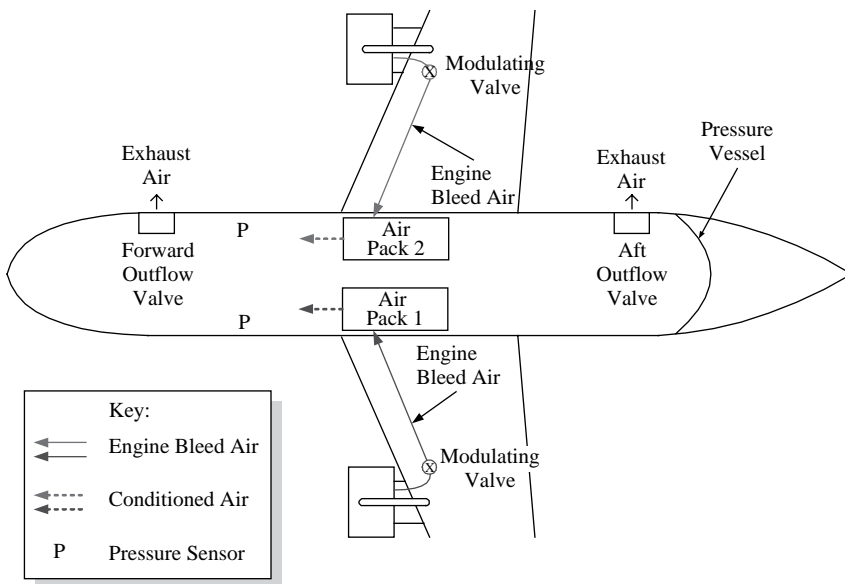 X
Modulating
Valve
Pressure
Vessel
Exhaust
Air
Engine
Bleed Air
Exhaust
Air
P
Air
Pack 2
Forward
Outflow
Valve
Aft
Outflow
Valve
Air
Pack 1
P
Engine
Bleed Air
Key:
Engine Bleed Air
X
Modulating
Valve
Conditioned Air
P
Pressure Sensor